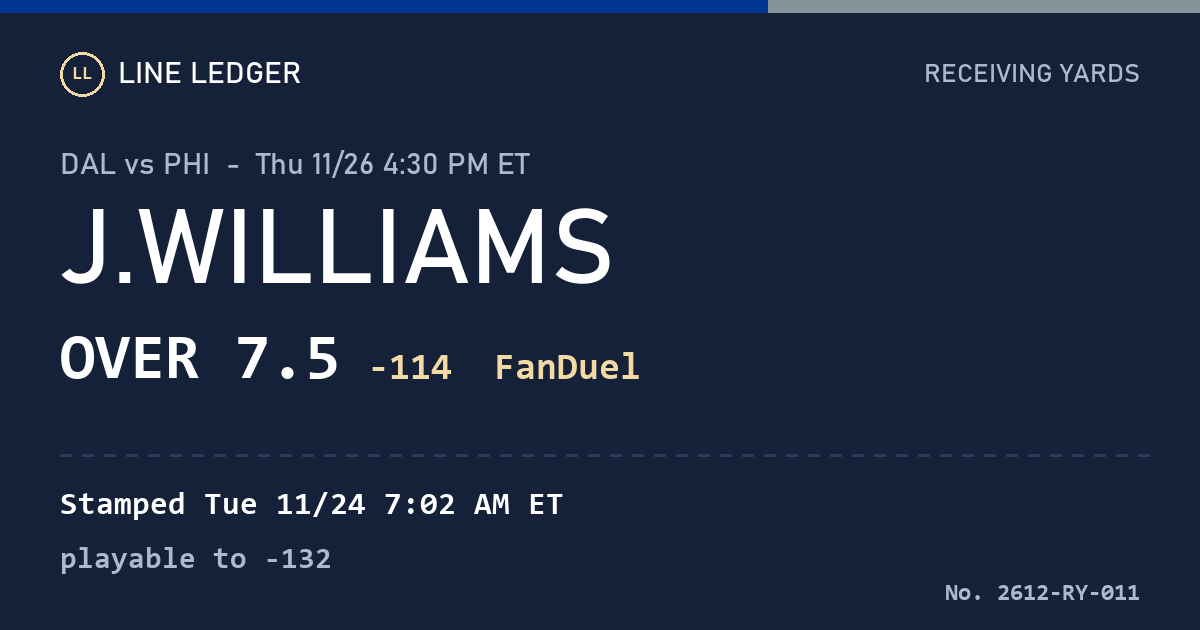 LL LINE LEDGER
RECEIVING YARDS
DAL vs PHI - Thu 11/26 4:30 PM ET
J.WILLIAMS
OVER 7.5 -114 FanDuel
Stamped Tue 11/24 7:02 AM ET
playable to -132
No. 2612-RY-011